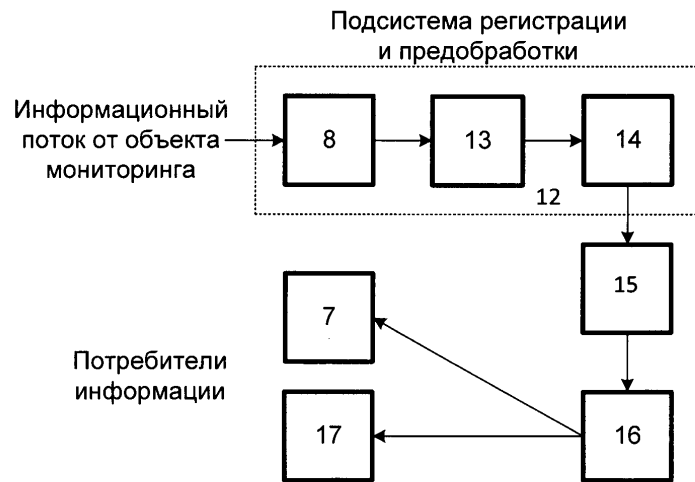 Подсистема регистрации
и предобработки
Информационный
поток от объекта
мониторинга
8
13
14
12
15
7
Потребители
информации
17
16